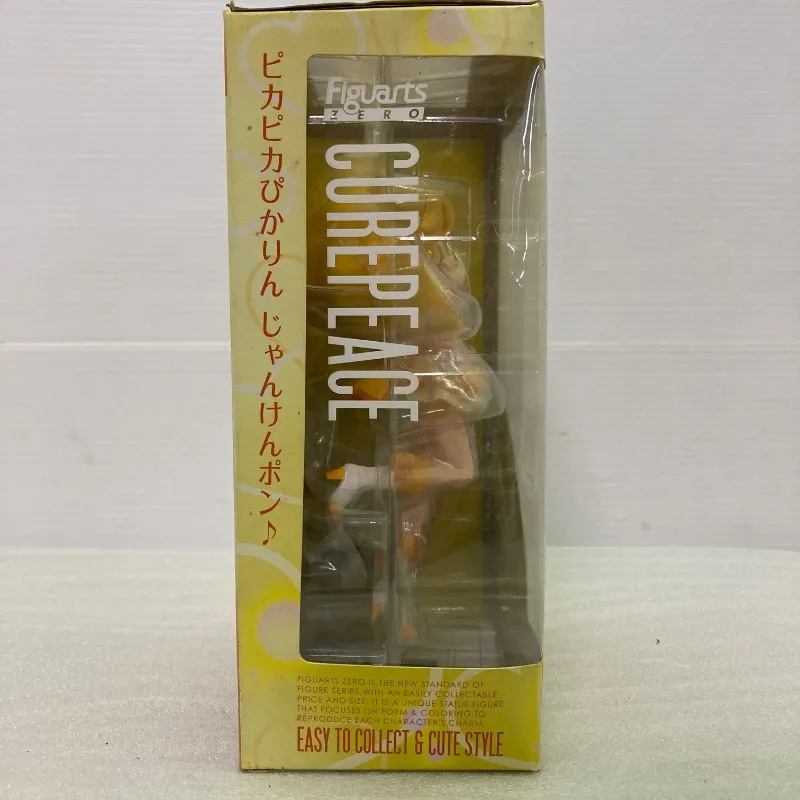 ピカピカぴかりん じゃんけんポン♪
Figuarts
ZERO
CUREPEACE
FIGUARTS ZERO IS THE NEW STANDARD OF
FIGURE SERIES,WITH AN EASILY COLLECTABLE
PRICE AND SIZE. IT IS A UNIQUE STATUS FIGURE
THAT FOCUSES ON FORM & COLORING TO
REPRODUCE EACH CHARACTER'S CHARM.
EASY TO COLLECT & CUTE STYLE